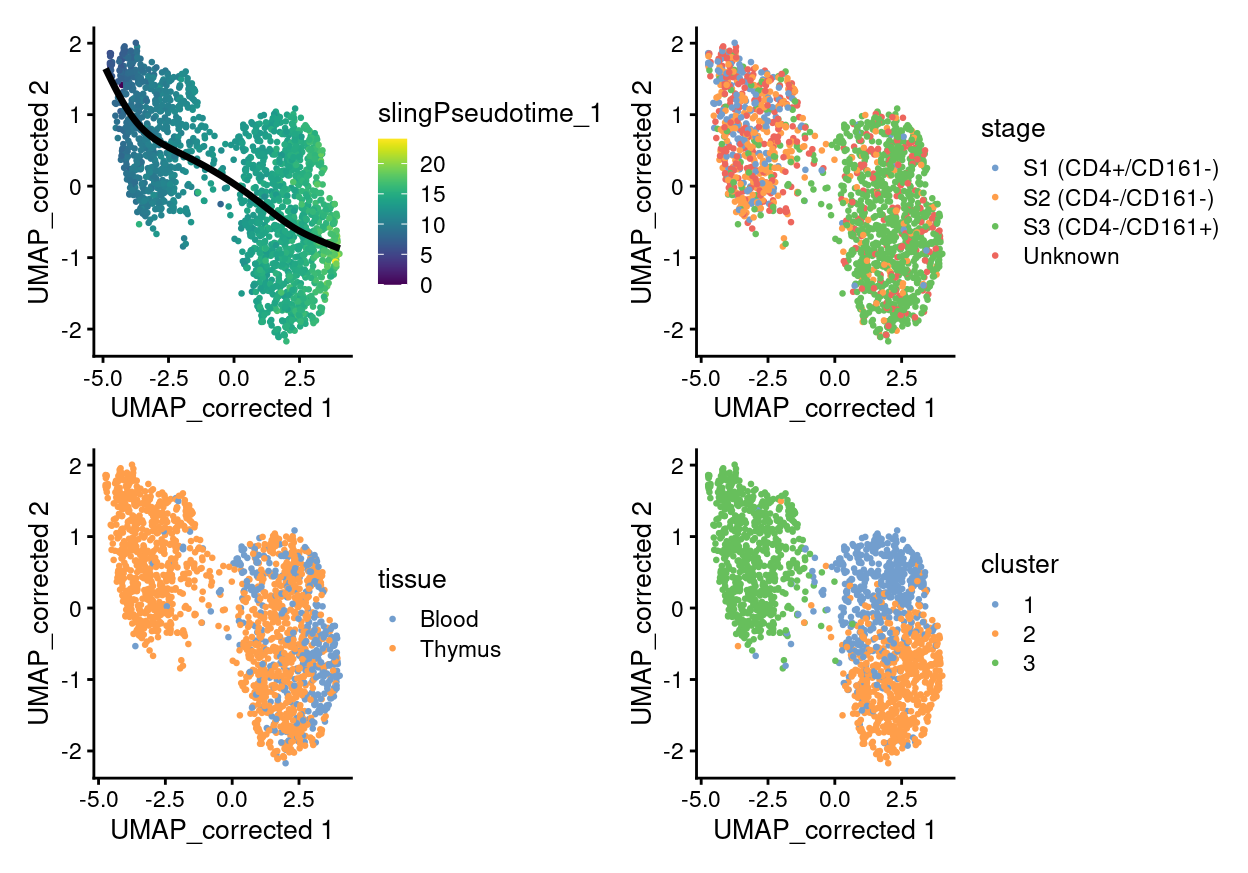 2
1
0
-1
-2
UMAP_corrected 2
-5.0 -2.5 0.0 2.5
UMAP_corrected 1
slingPseudotime_1
20
15
10
5
0
2
1
0
-1
-2
UMAP_corrected 2
-5.0 -2.5 0.0 2.5
UMAP_corrected 1
stage
S1 (CD4+/CD161-)
S2 (CD4-/CD161-)
S3 (CD4-/CD161+)
Unknown
2
1
0
-1
-2
UMAP_corrected 2
-5.0 -2.5 0.0 2.5
UMAP_corrected 1
tissue
Blood
Thymus
2
1
0
-1
-2
UMAP_corrected 2
-5.0 -2.5 0.0 2.5
UMAP_corrected 1
cluster
1
2
3